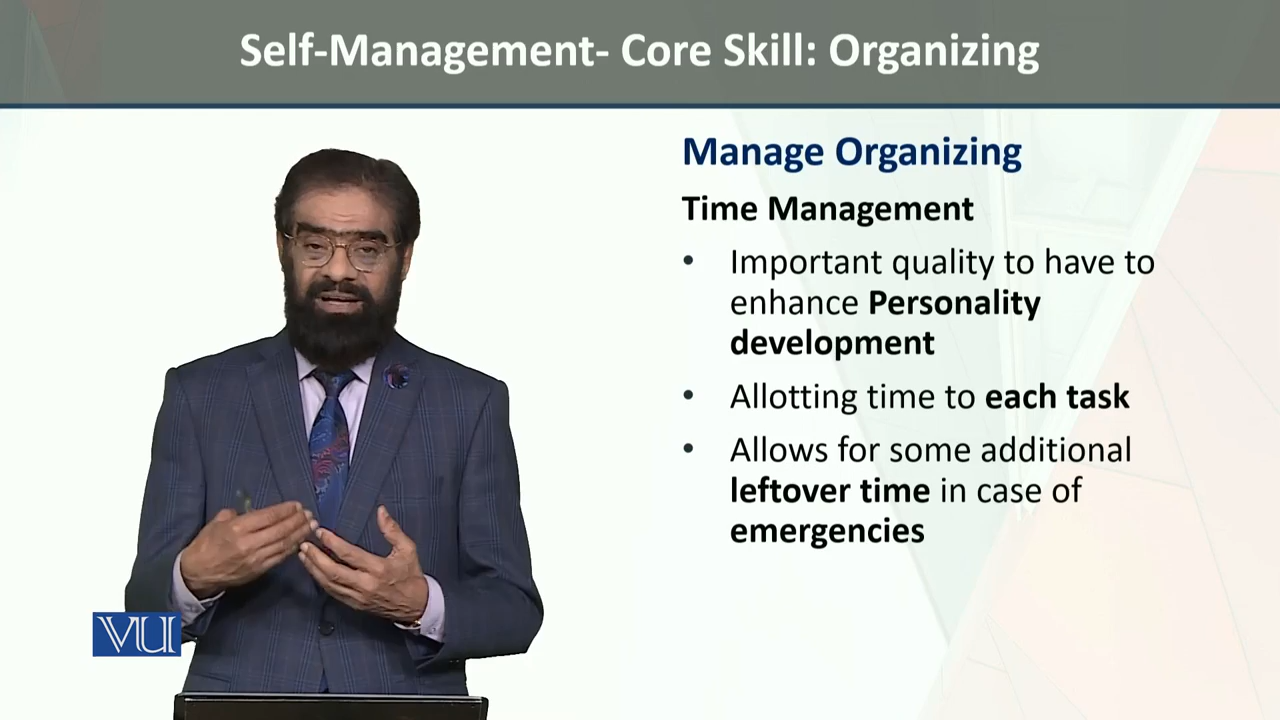 Self-Management- Core Skill: Organizing
Manage Organizing
Time Management
• Important quality to have to
enhance Personality
development
• Allotting time to each task
• Allows for some additional
leftover time in case of
emergencies
VU